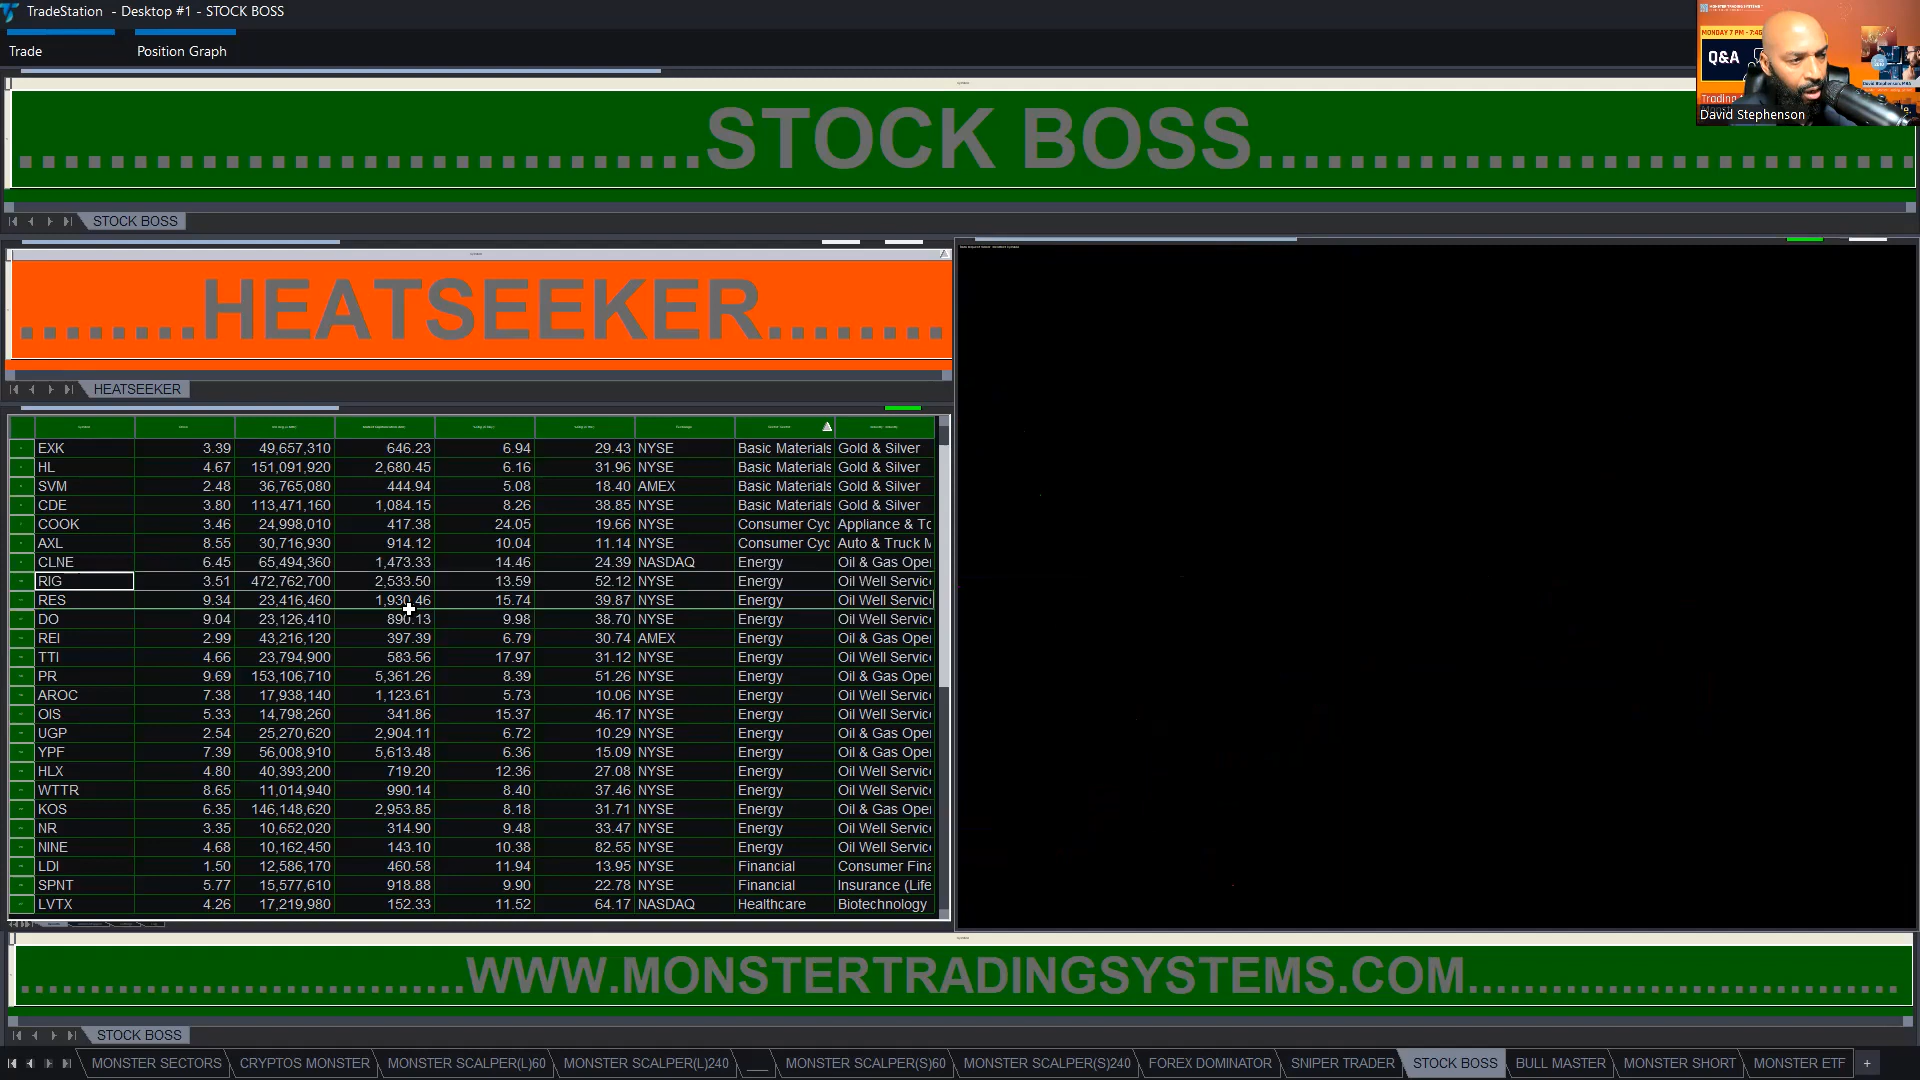 TradeStation - Desktop #1 - STOCK BOSS
Trade Position Graph
MONDAY 7 PM - 7:45
Q&A
Trading
David Stephenson
................................STOCK BOSS................................
STOCK BOSS
........HEATSEEKER........
HEATSEEKER
EXK 3.39 49,657,310 646.23 6.94 29.43 NYSE Basic Materials Gold & Silver
HL 4.67 151,091,920 2,680.45 6.16 31.96 NYSE Basic Materials Gold & Silver
SVM 2.48 36,765,080 444.94 5.08 18.40 AMEX Basic Materials Gold & Silver
CDE 3.80 113,471,160 1,084.15 8.26 38.85 NYSE Basic Materials Gold & Silver
COOK 3.46 24,998,010 417.38 24.05 19.66 NYSE Consumer Cyc Appliance & To
AXL 8.55 30,716,930 914.12 10.04 11.14 NYSE Consumer Cyc Auto & Truck M
CLNE 6.45 65,494,360 1,473.33 14.46 24.39 NASDAQ Energy Oil & Gas Oper
RIG 3.51 472,762,700 2,533.50 13.59 52.12 NYSE Energy Oil Well Servic
RES 9.34 23,416,460 1,930.46 15.74 39.87 NYSE Energy Oil Well Servic
DO 9.04 23,126,410 890.13 9.98 38.70 NYSE Energy Oil Well Servic
REI 2.99 43,216,120 397.39 6.79 30.74 AMEX Energy Oil & Gas Oper
TTI 4.66 23,794,900 583.56 17.97 31.12 NYSE Energy Oil Well Servic
PR 9.69 153,106,710 5,361.26 8.39 51.26 NYSE Energy Oil & Gas Oper
AROC 7.38 17,938,140 1,123.61 5.73 10.06 NYSE Energy Oil Well Servic
OIS 5.33 14,798,260 341.86 15.37 46.17 NYSE Energy Oil Well Servic
UGP 2.54 25,270,620 2,904.11 6.72 10.29 NYSE Energy Oil & Gas Oper
YPF 7.39 56,008,910 5,613.48 6.36 15.09 NYSE Energy Oil & Gas Oper
HLX 4.80 40,393,200 719.20 12.36 27.08 NYSE Energy Oil Well Servic
WTTR 8.65 11,014,940 990.14 8.40 37.46 NYSE Energy Oil Well Servic
KOS 6.35 146,148,620 2,953.85 8.18 31.71 NYSE Energy Oil & Gas Oper
NR 3.35 10,652,020 314.90 9.48 33.47 NYSE Energy Oil Well Servic
NINE 4.68 10,162,450 143.10 10.38 82.55 NYSE Energy Oil Well Servic
LDI 1.50 12,586,170 460.58 11.94 13.95 NYSE Financial Consumer Fina
SPNT 5.77 15,577,610 918.88 9.90 22.78 NYSE Financial Insurance (Life
LVTX 4.26 17,219,980 152.33 11.52 64.17 NASDAQ Healthcare Biotechnology
................................WWW.MONSTERTRADINGSYSTEMS.COM................................
STOCK BOSS
MONSTER SECTORS CRYPTOS MONSTER MONSTER SCALPER(L)60 MONSTER SCALPER(L)240 ___ MONSTER SCALPER(S)60 MONSTER SCALPER(S)240 FOREX DOMINATOR SNIPER TRADER STOCK BOSS BULL MASTER MONSTER SHORT MONSTER ETF +